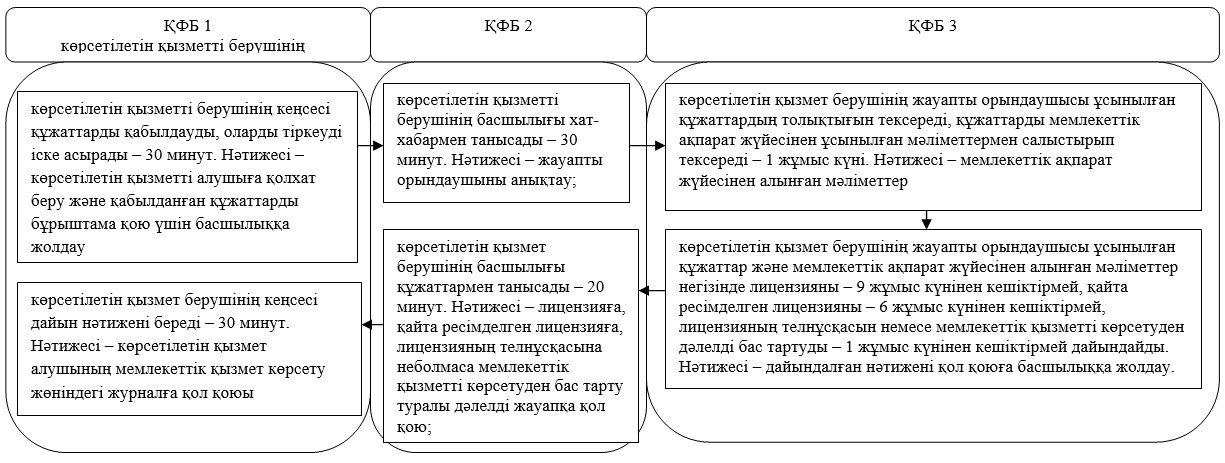 ҚФБ 1
көрсетілетін қызметті берушінің
ҚФБ 2
ҚФБ 3
көрсетілетін қызметті берушінің кеңсесі
құжаттарды қабылдауды, оларды тіркеуді
іске асырады – 30 минут. Нәтижесі –
көрсетілетін қызметті алушыға қолхат
беру және қабылданған құжаттарды
бұрыштама қою үшін басшылыққа
жолдау
көрсетілетін қызметті
берушінің басшылығы хат-
хабармен танысады – 30
минут. Нәтижесі – жауапты
орындаушыны анықтау;
көрсетілетін қызмет берушінің жауапты орындаушысы ұсынылған
құжаттардың толықтығын тексереді, құжаттарды мемлекеттік
ақпарат жүйесінен ұсынылған мәліметтермен салыстырып
тексереді – 1 жұмыс күні. Нәтижесі – мемлекеттік ақпарат
жүйесінен алынған мәліметтер
көрсетілетін қызмет берушінің жауапты орындаушысы ұсынылған
құжаттар және мемлекеттік ақпарат жүйесінен алынған мәліметтер
негізінде лицензияны – 9 жұмыс күнінен кешіктірмей, қайта
ресімделген лицензияны – 6 жұмыс күнінен кешіктірмей,
лицензияның телнұсқасын немесе мемлекеттік қызметті көрсетуден
дәлелді бас тартуды – 1 жұмыс күнінен кешіктірмей дайындайды.
Нәтижесі – дайындалған нәтижені қол қоюға басшылыққа жолдау.
көрсетілетін қызмет
берушінің басшылығы
құжаттармен танысады – 20
минут. Нәтижесі – лицензияға,
қайта ресімделген лицензияға,
лицензияның телнұсқасына
неболмаса мемлекеттік
қызметті көрсетуден бас тарту
туралы дәлелді жауапқа қол
қою;
көрсетілетін қызмет берушінің кеңсесі
дайын нәтижені береді – 30 минут.
Нәтижесі – көрсетілетін қызмет
алушының мемлекеттік қызмет көрсету
жөніндегі журналға қол қоюы